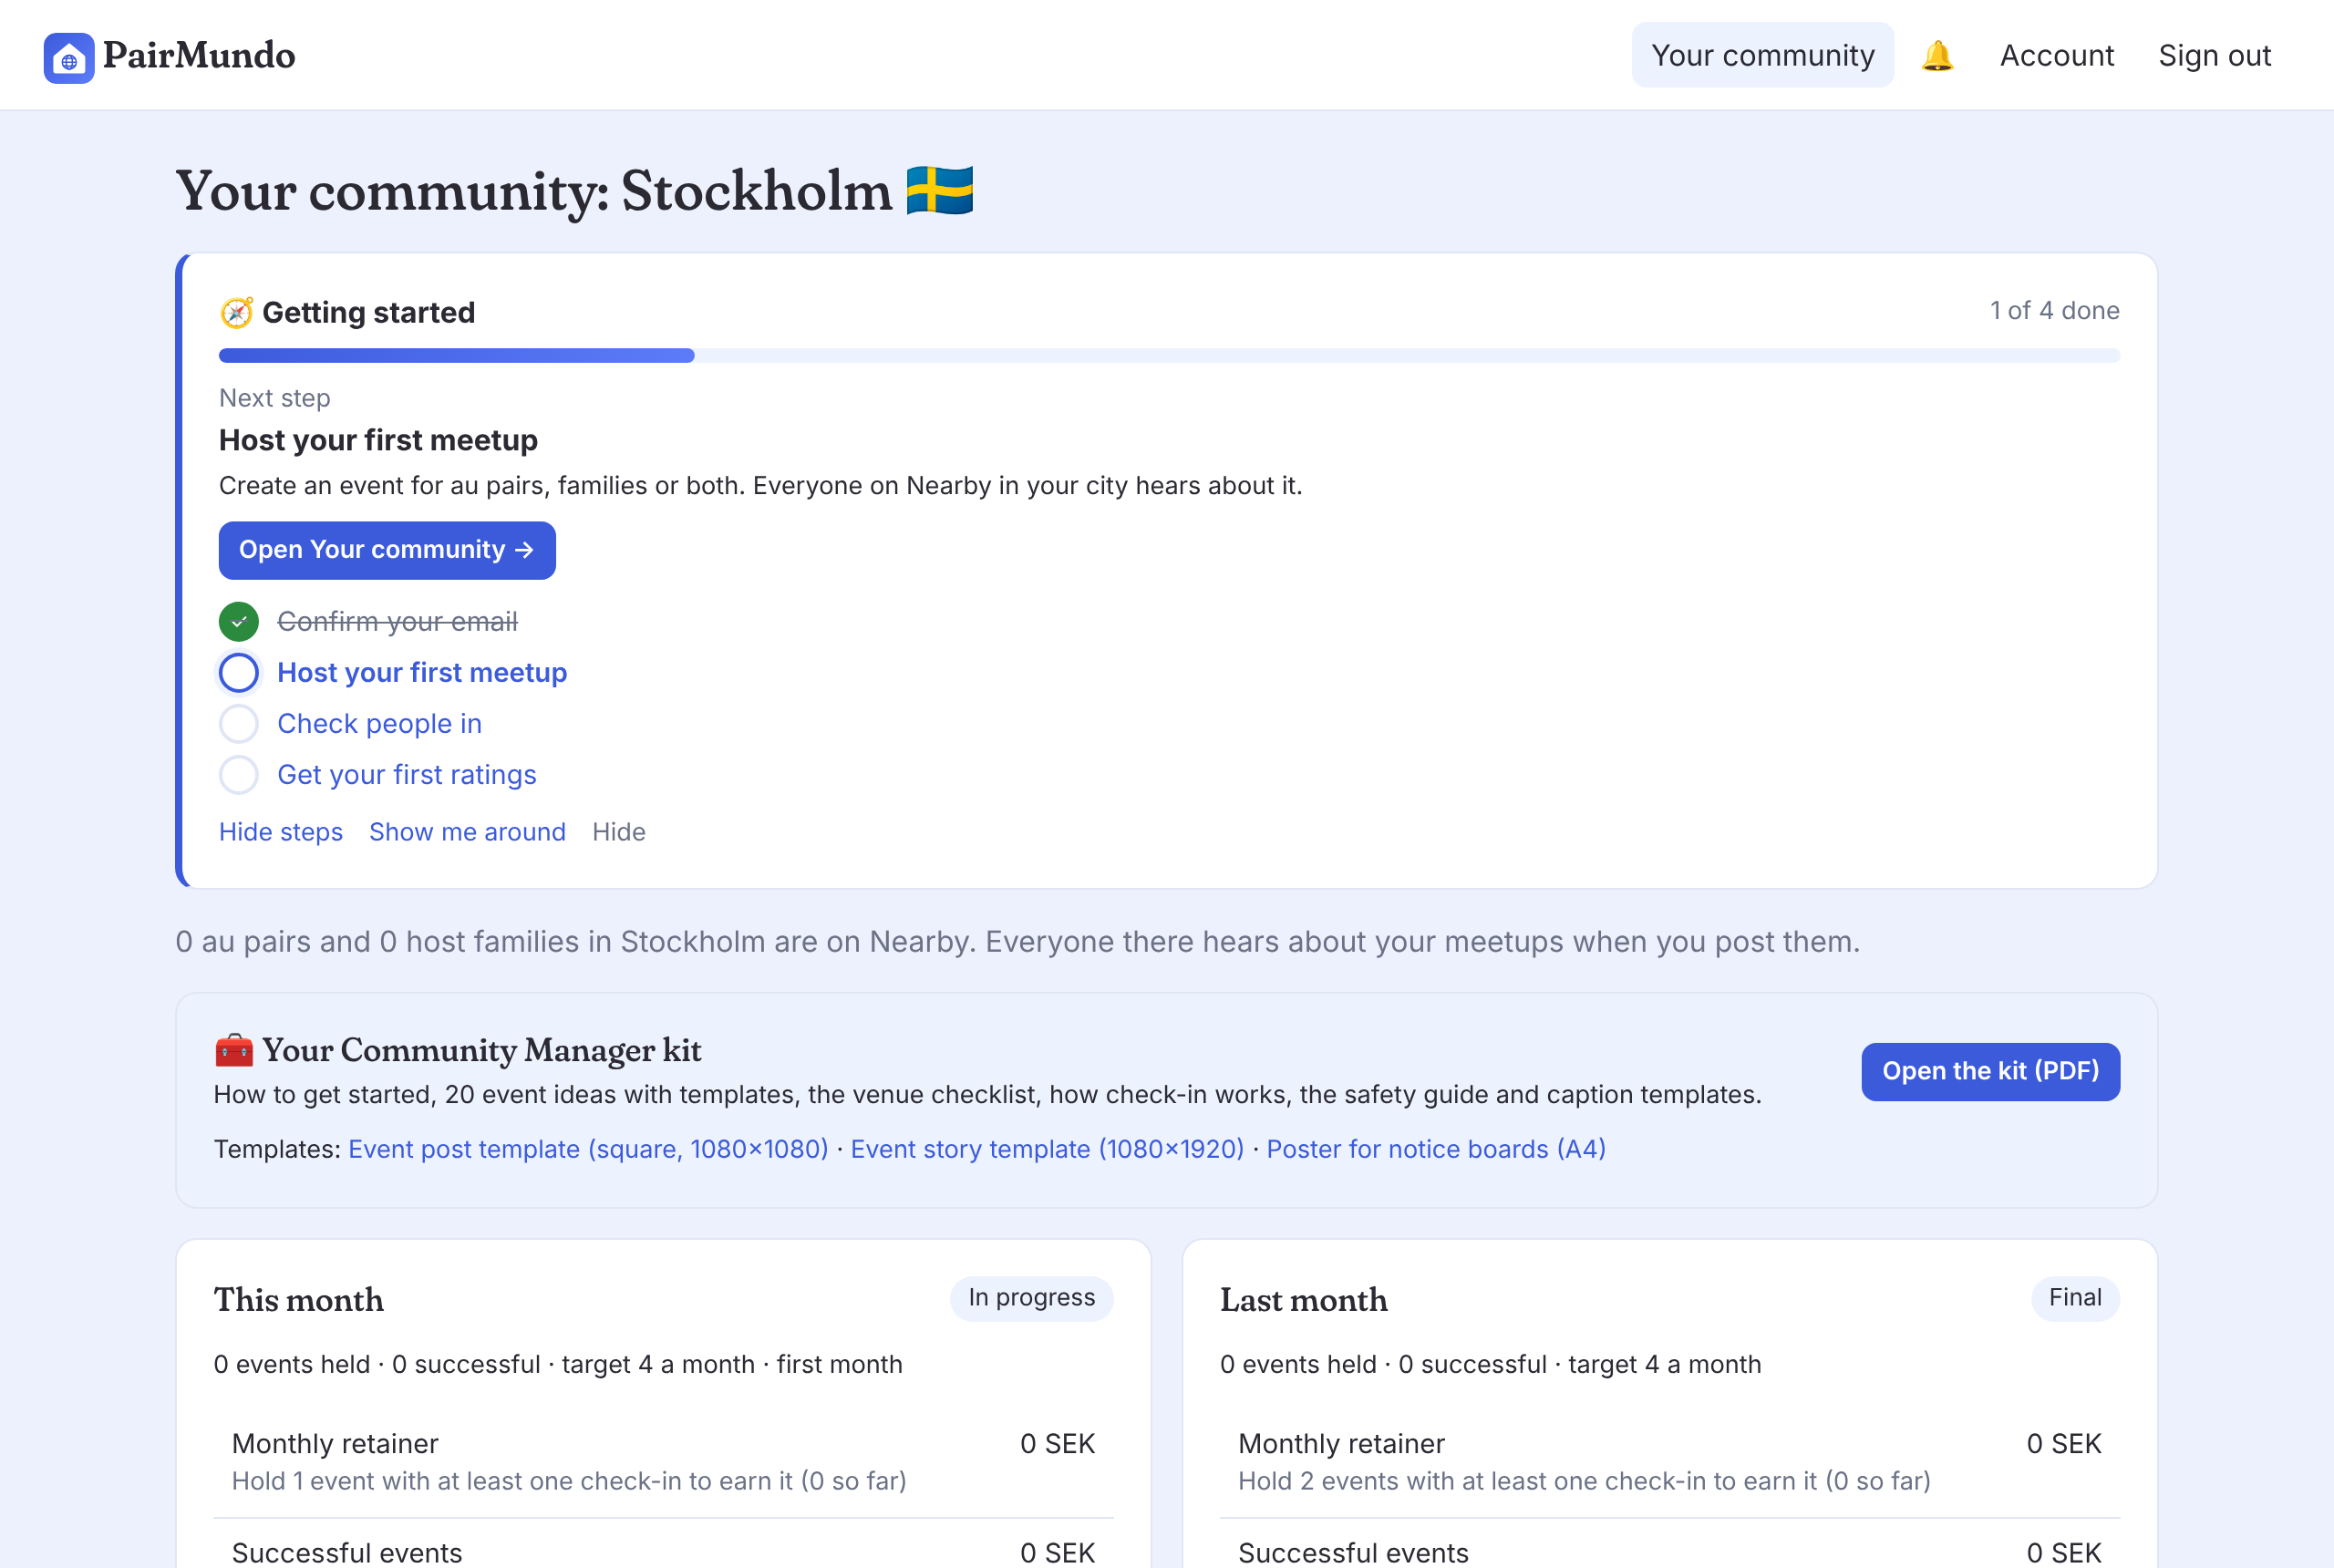 PairMundo
Your community
Account
Sign out
Your community: Stockholm
Getting started
1 of 4 done
Next step
Host your first meetup
Create an event for au pairs, families or both. Everyone on Nearby in your city hears about it.
Open Your community →
Confirm your email
Host your first meetup
Check people in
Get your first ratings
Hide steps Show me around Hide
0 au pairs and 0 host families in Stockholm are on Nearby. Everyone there hears about your meetups when you post them.
Your Community Manager kit
How to get started, 20 event ideas with templates, the venue checklist, how check-in works, the safety guide and caption templates.
Open the kit (PDF)
Templates: Event post template (square, 1080×1080) · Event story template (1080×1920) · Poster for notice boards (A4)
This month
In progress
0 events held · 0 successful · target 4 a month · first month
Monthly retainer 0 SEK
Hold 1 event with at least one check-in to earn it (0 so far)
Successful events 0 SEK
Last month
Final
0 events held · 0 successful · target 4 a month
Monthly retainer 0 SEK
Hold 2 events with at least one check-in to earn it (0 so far)
Successful events 0 SEK